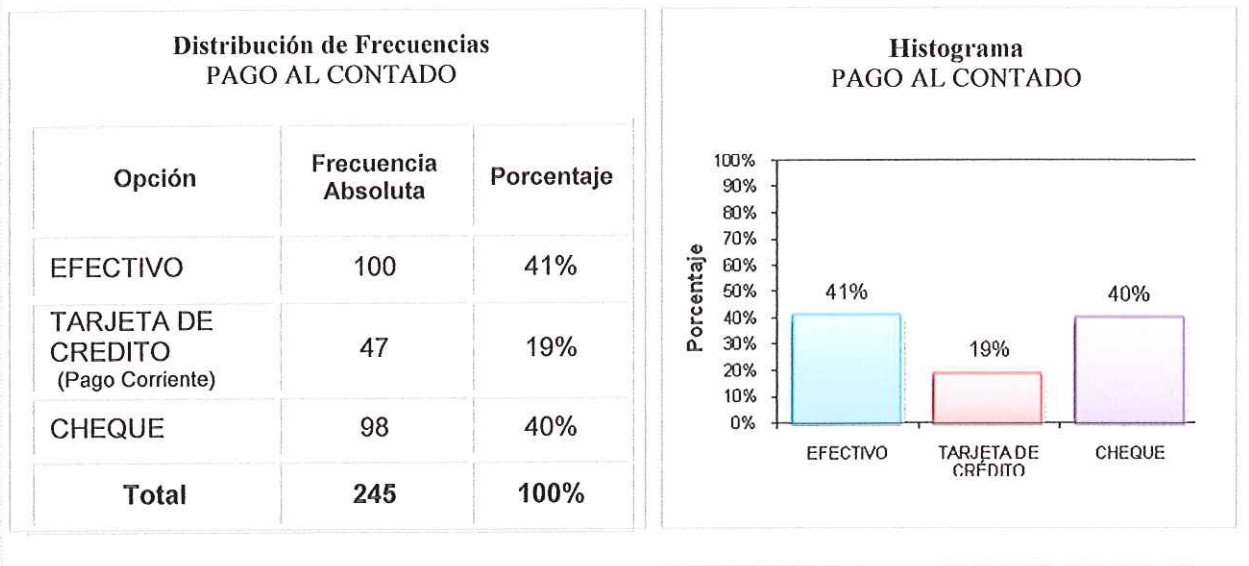 Distribución de Frecuencias
PAGO AL CONTADO
Opción Frecuencia Absoluta Porcentaje
EFECTIVO 100 41%
TARJETA DE CREDITO (Pago Corriente) 47 19%
CHEQUE 98 40%
Total 245 100%
Histograma
PAGO AL CONTADO
Porcentaje
100%
90%
80%
70%
60%
50%
40%
30%
20%
10%
0%
41%
19%
40%
EFECTIVO
TARJETA DE
CRÉDITO
CHEQUE